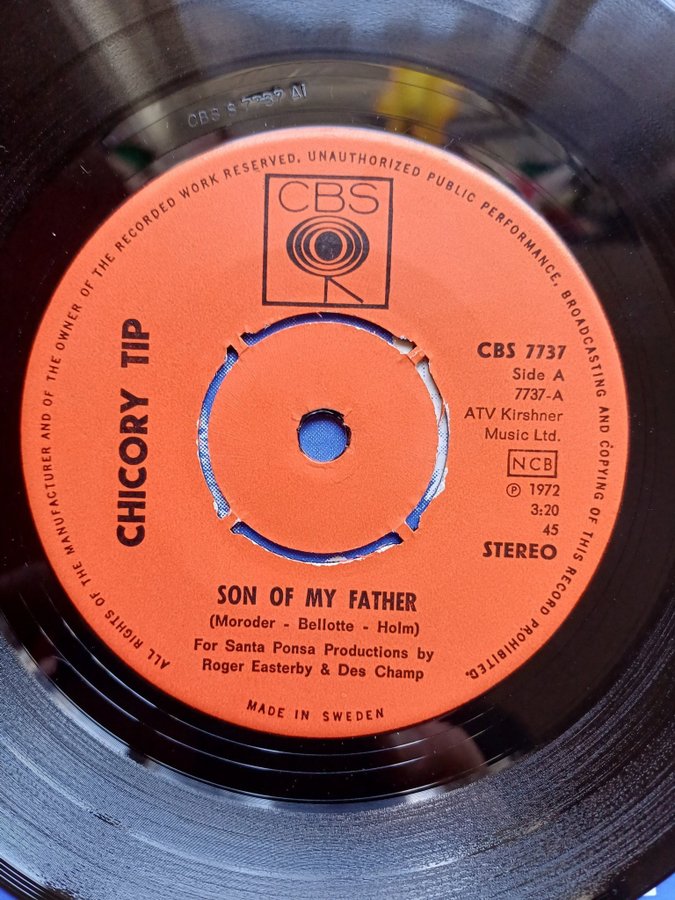 CBS S 7737 A1
ALL RIGHTS OF THE MANUFACTURER AND OF THE OWNER OF THE RECORDED WORK RESERVED. UNAUTHORIZED PUBLIC PERFORMANCE, BROADCASTING AND COPYING OF THIS RECORD PROHIBITED.
CBS
CHICORY TIP
CBS 7737
Side A
7737-A
ATV Kirshner
Music Ltd.
NCB
℗ 1972
3:20
45
STEREO
SON OF MY FATHER
(Moroder - Bellotte - Holm)
For Santa Ponsa Productions by
Roger Easterby & Des Champ
MADE IN SWEDEN